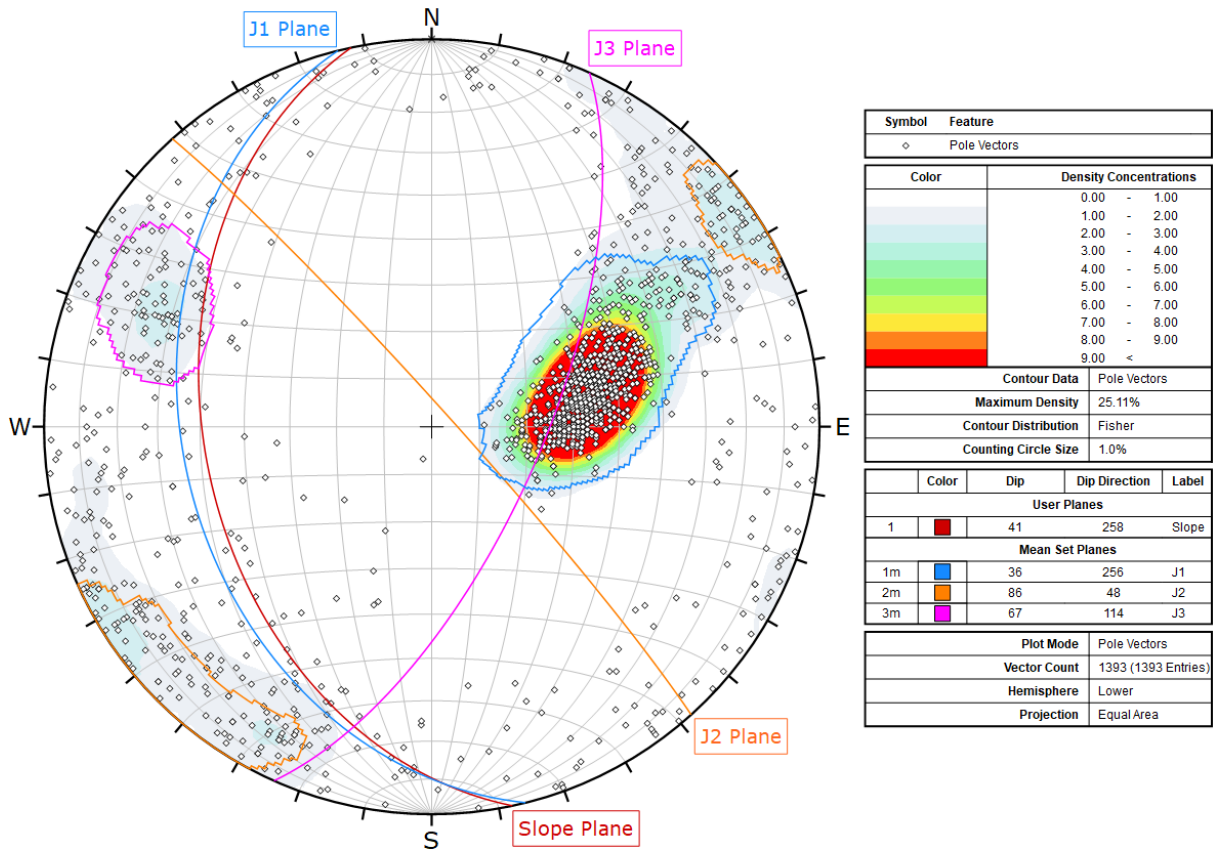 N
J1 Plane
J3 Plane
W
E
J2 Plane
Slope Plane
S
Symbol Feature
Pole Vectors
Color Density Concentrations
0.00 - 1.00
1.00 - 2.00
2.00 - 3.00
3.00 - 4.00
4.00 - 5.00
5.00 - 6.00
6.00 - 7.00
7.00 - 8.00
8.00 - 9.00
9.00 <
Contour Data Pole Vectors
Maximum Density 25.11%
Contour Distribution Fisher
Counting Circle Size 1.0%
Color Dip Dip Direction Label
User Planes
1 41 258 Slope
Mean Set Planes
1m 36 256 J1
2m 86 48 J2
3m 67 114 J3
Plot Mode Pole Vectors
Vector Count 1393 (1393 Entries)
Hemisphere Lower
Projection Equal Area